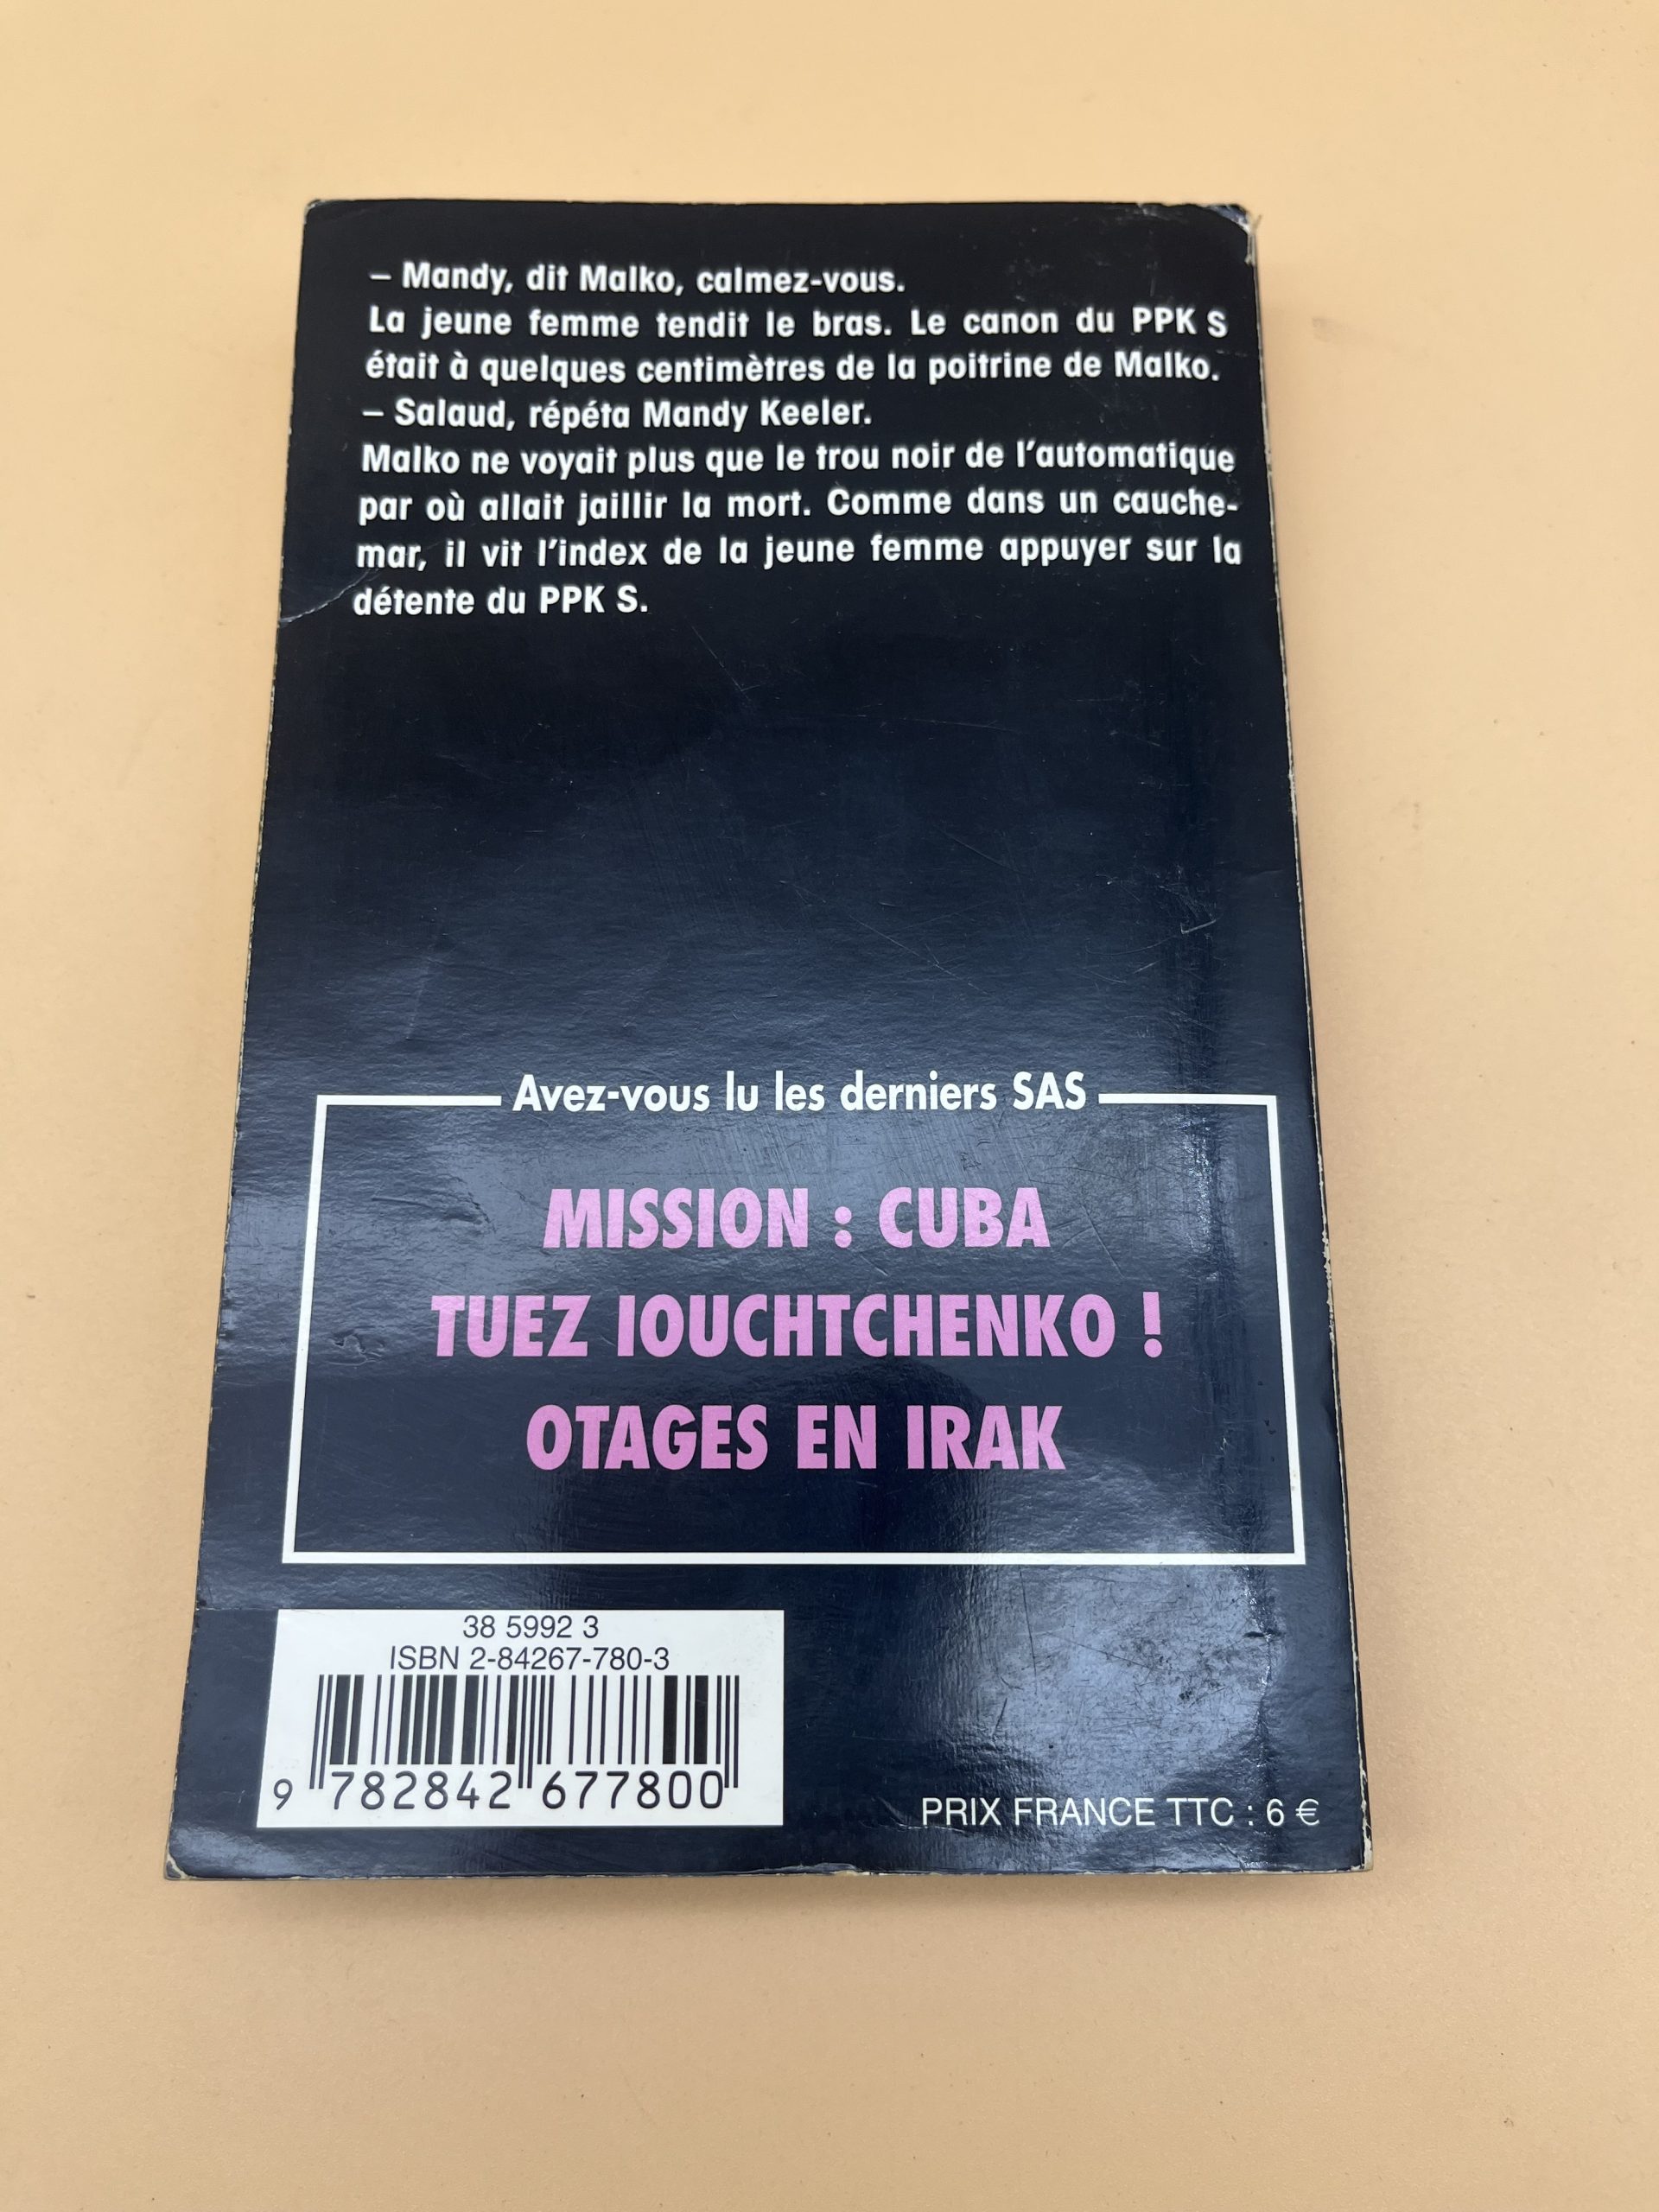 – Mandy, dit Malko, calmez-vous.
La jeune femme tendit le bras. Le canon du PPK S
était à quelques centimètres de la poitrine de Malko.
– Salaud, répéta Mandy Keeler.
Malko ne voyait plus que le trou noir de l'automatique
par où allait jaillir la mort. Comme dans un cauche-
mar, il vit l'index de la jeune femme appuyer sur la
détente du PPK S.
Avez-vous lu les derniers SAS
MISSION : CUBA
TUEZ IOUCHTCHENKO !
OTAGES EN IRAK
38 5992 3
ISBN 2-84267-780-3
9 782842 677800
PRIX FRANCE TTC : 6 €